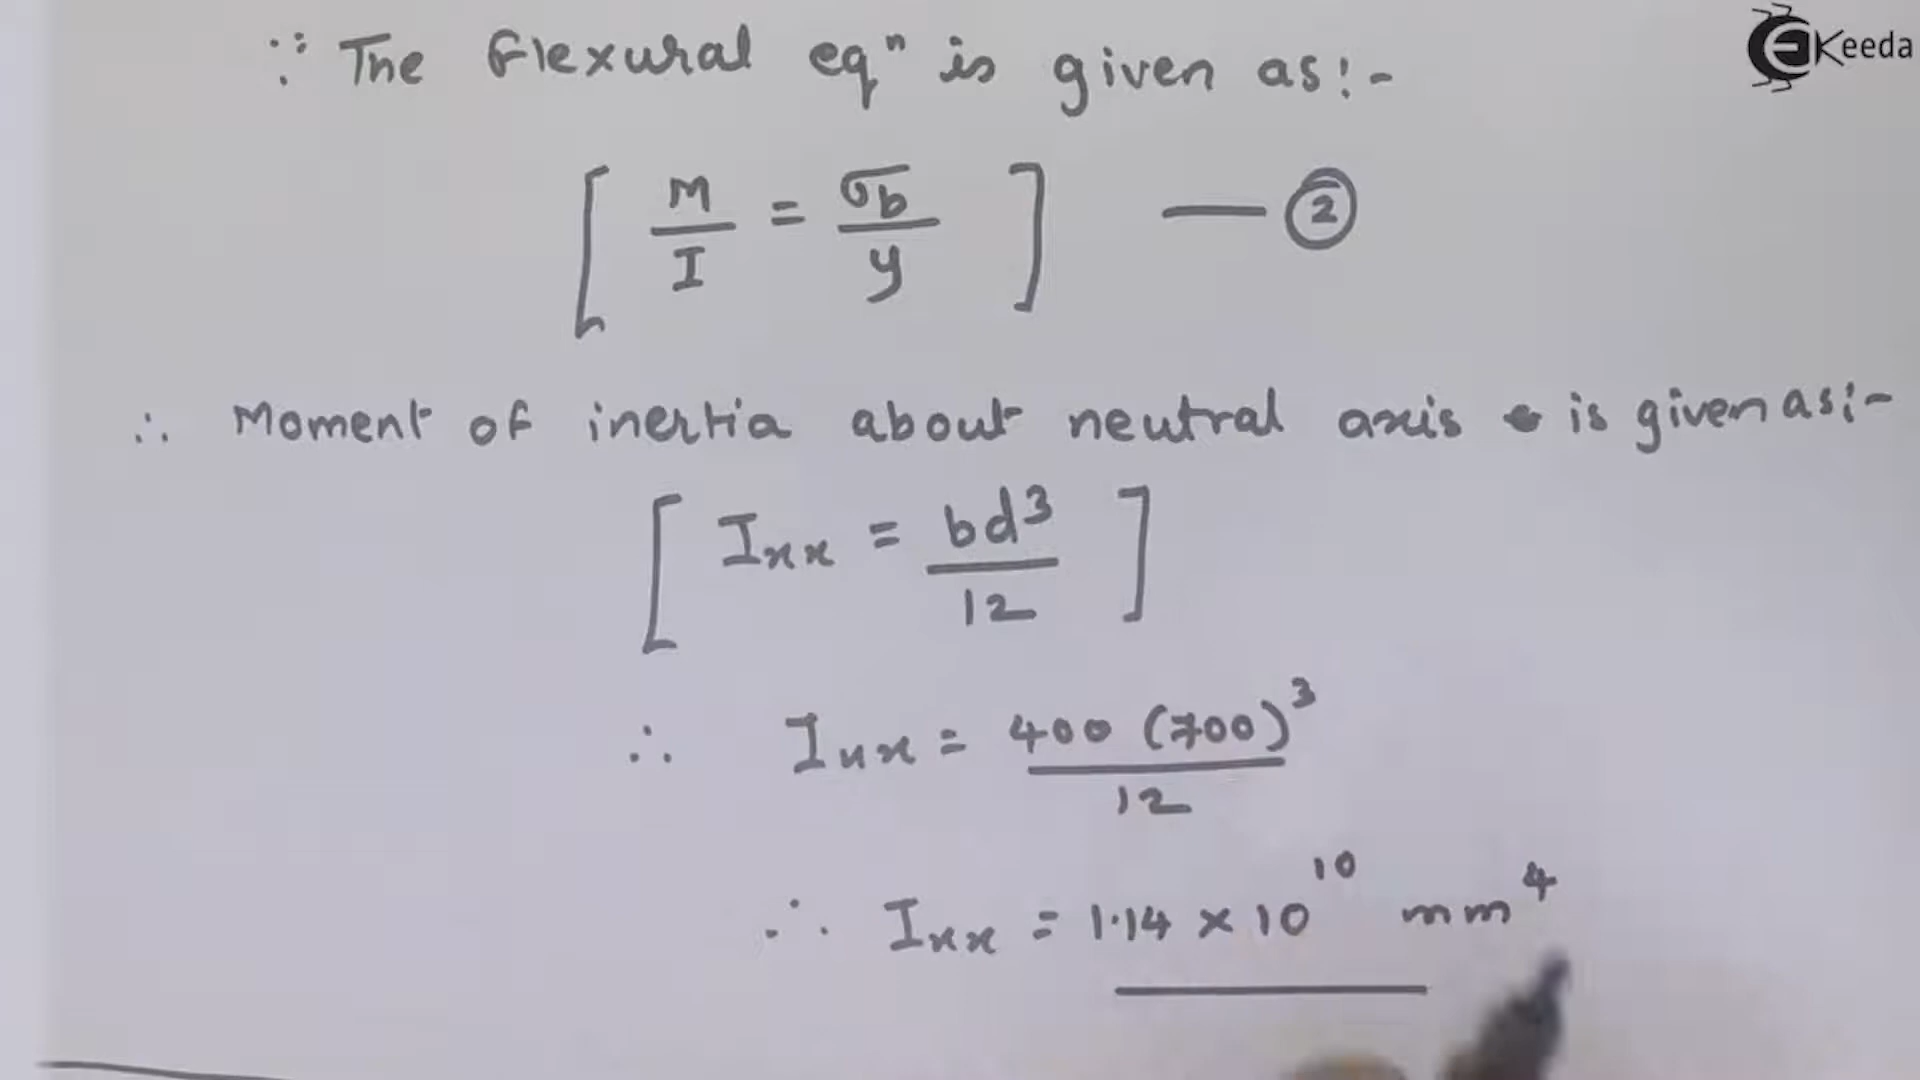 ∵ The flexural eqⁿ is given as:-
Keeda
[ M/I = σb/y ] — ②
∴ Moment of inertia about neutral axis is given as:-
[ Ixx = bd³/12 ]
∴ Ixx = 400 (700)³/12
∴ Ixx = 1.14 × 10¹⁰ mm⁴